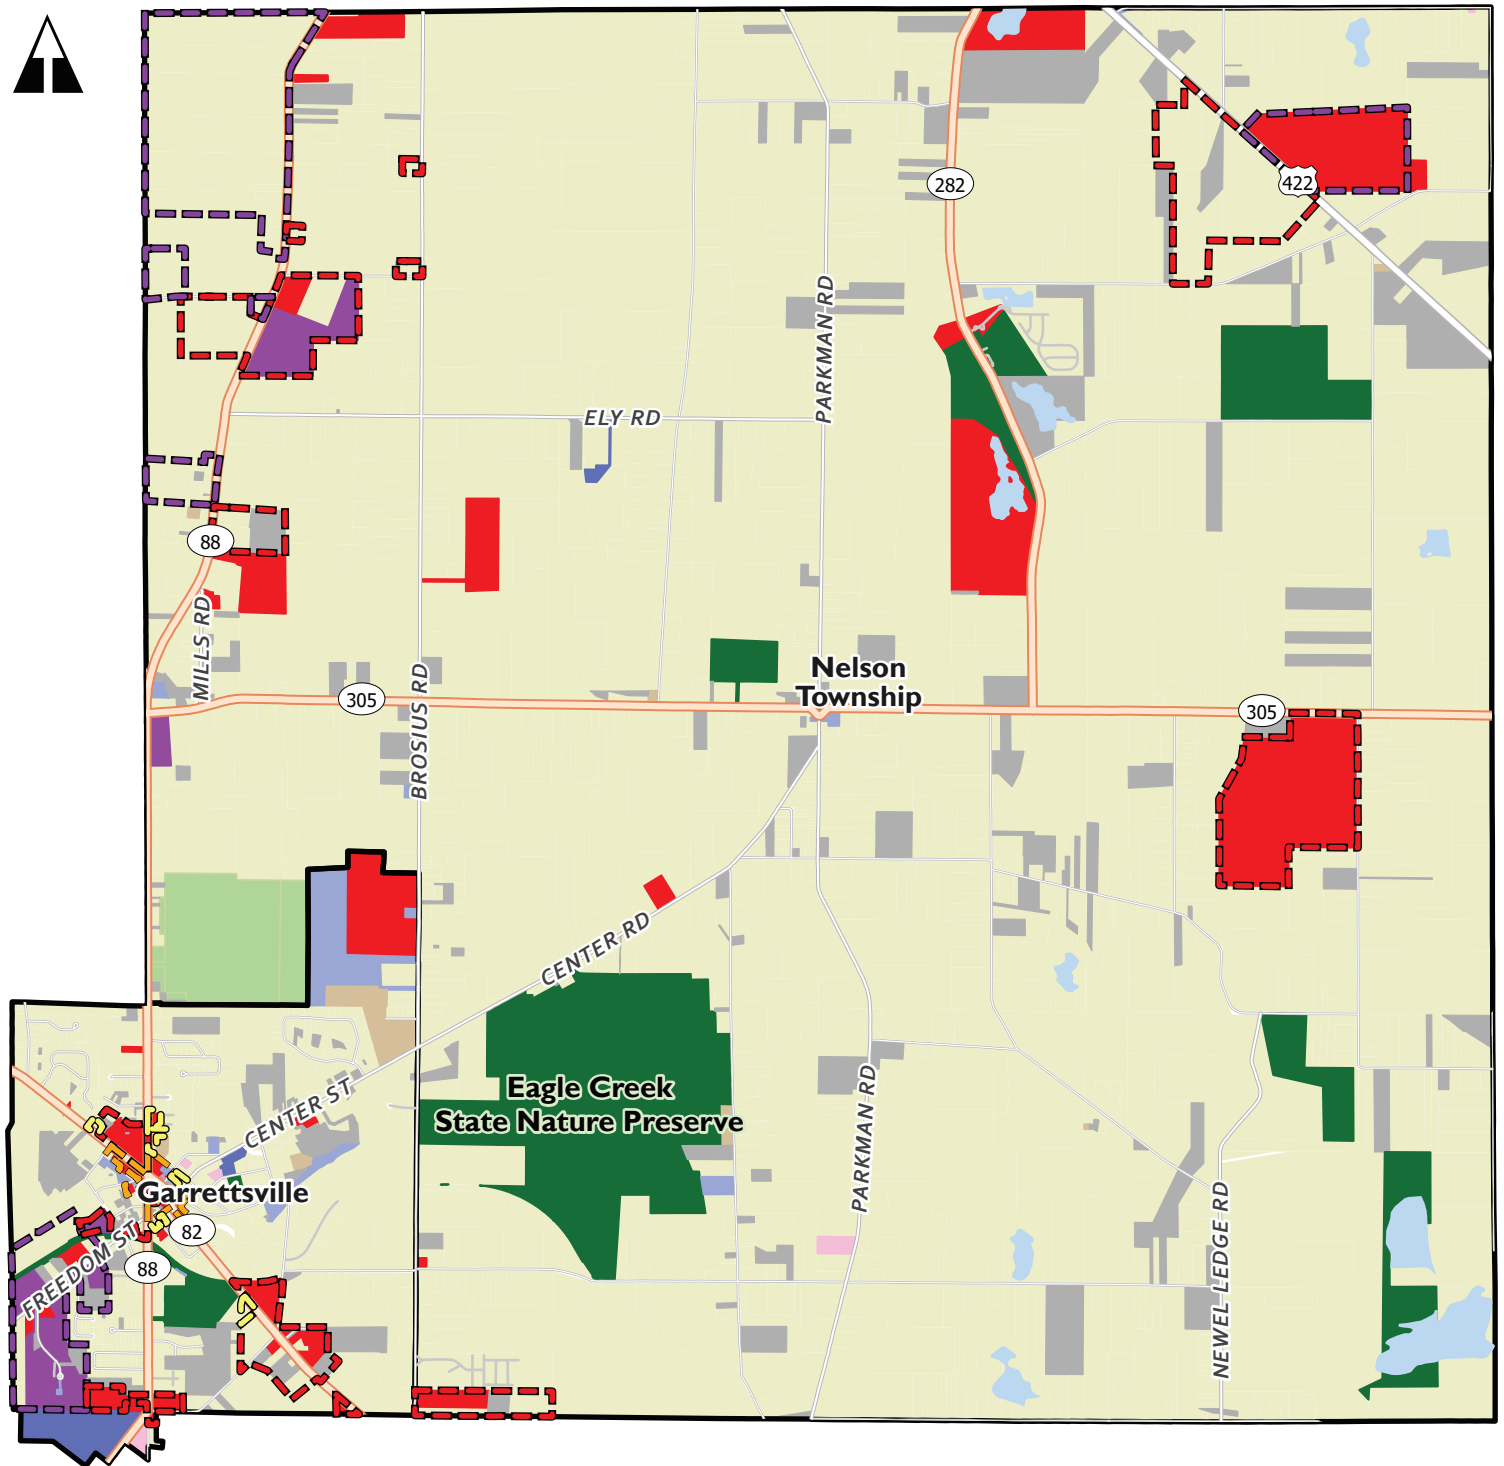 422
282
PARKMAN RD
ELY RD
88
MILLS RD
BROSIUS RD
Nelson
Township
305
305
CENTER RD
Eagle Creek
State Nature Preserve
PARKMAN RD
CENTER ST
Garrettsville
82
FREEDOM ST
88
NEWEL LEDGE RD